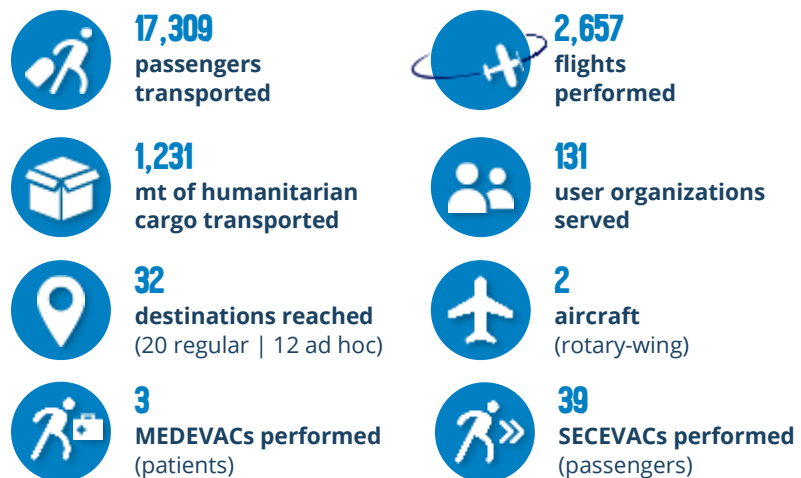 17,309
passengers
transported
2,657
flights
performed
1,231
mt of humanitarian
cargo transported
131
user organizations
served
32
destinations reached
(20 regular | 12 ad hoc)
2
aircraft
(rotary-wing)
3
MEDEVACs performed
(patients)
39
SECEVACs performed
(passengers)